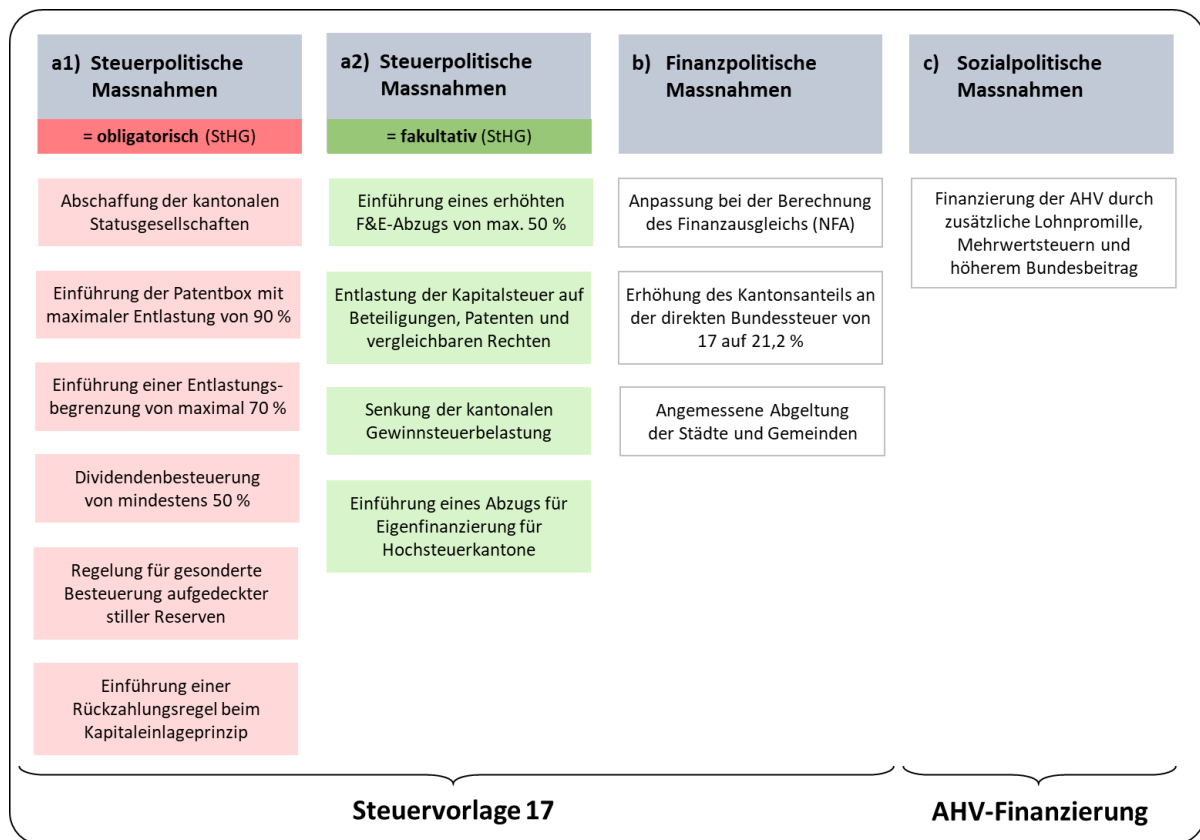 a1) Steuerpolitische
Massnahmen
= obligatorisch (StHG)
Abschaffung der kantonalen
Statusgesellschaften
Einführung der Patentbox mit
maximaler Entlastung von 90 %
Einführung einer Entlastungs-
begrenzung von maximal 70 %
Dividendenbesteuerung
von mindestens 50 %
Regelung für gesonderte
Besteuerung aufgedeckter
stiller Reserven
Einführung einer
Rückzahlungsregel beim
Kapitaleinlageprinzip
a2) Steuerpolitische
Massnahmen
= fakultativ (StHG)
Einführung eines erhöhten
F&E-Abzugs von max. 50 %
Entlastung der Kapitalsteuer auf
Beteiligungen, Patenten und
vergleichbaren Rechten
Senkung der kantonalen
Gewinnsteuerbelastung
Einführung eines Abzugs für
Eigenfinanzierung für
Hochsteuerkantone
b) Finanzpolitische
Massnahmen
Anpassung bei der Berechnung
des Finanzausgleichs (NFA)
Erhöhung des Kantonsanteils an
der direkten Bundessteuer von
17 auf 21,2 %
Angemessene Abgeltung
der Städte und Gemeinden
c) Sozialpolitische
Massnahmen
Finanzierung der AHV durch
zusätzliche Lohnpromille,
Mehrwertsteuern und
höherem Bundesbeitrag
Steuervorlage 17
AHV-Finanzierung